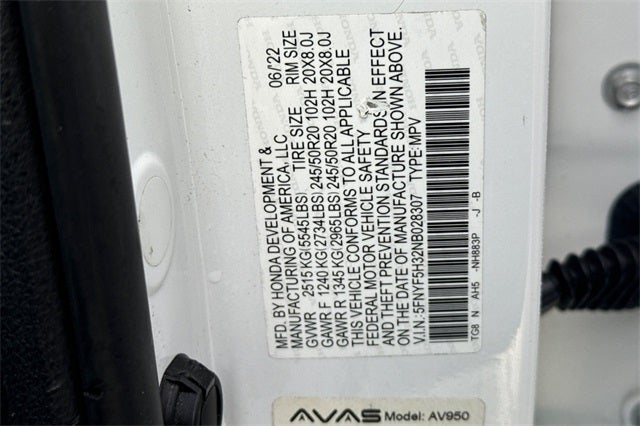 MFD.BY HONDA DEVELOPMENT & 06/'22
MANUFACTURING OF AMERICA, LLC TIRE SIZE RIM SIZE
GVWR 2515 KG(5545LBS)
GAWR F 1240 KG(2734LBS) 245/50R20 102H 20X8.0J
GAWR R 1345 KG(2965LBS) 245/50R20 102H 20X8.0J
THIS VEHICLE CONFORMS TO ALL APPLICABLE
FEDERAL MOTOR VEHICLE SAFETY
AND THEFT PREVENTION STANDARDS IN EFFECT
ON THE DATE OF MANUFACTURE SHOWN ABOVE.
V.I.N: 5FNYF5H32NB028307 TYPE: MPV
TG8 N AH5 -NH883P -J -B
AVAS Model: AV950